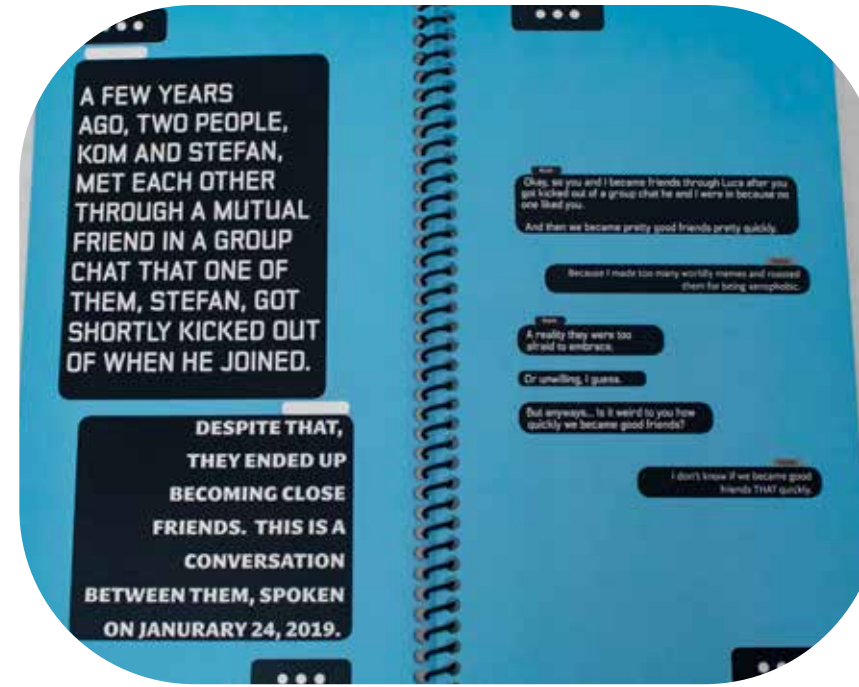 A FEW YEARS
AGO, TWO PEOPLE,
KOM AND STEFAN,
MET EACH OTHER
THROUGH A MUTUAL
FRIEND IN A GROUP
CHAT THAT ONE OF
THEM, STEFAN, GOT
SHORTLY KICKED OUT
OF WHEN HE JOINED.
DESPITE THAT,
THEY ENDED UP
BECOMING CLOSE
FRIENDS. THIS IS A
CONVERSATION
BETWEEN THEM, SPOKEN
ON JANURARY 24, 2019.
Okay, so you and I became friends through Luca after you
got kicked out of a group chat he and I were in because no
one liked you.
And then we became pretty good friends pretty quickly.
Because I made too many worldly memes and roasted
them for being xenophobic.
A reality they were too
afraid to embrace.
Or unwilling, I guess.
But anyways... Is it weird to you how
quickly we became good friends?
I don't know if we became good
friends THAT quickly.